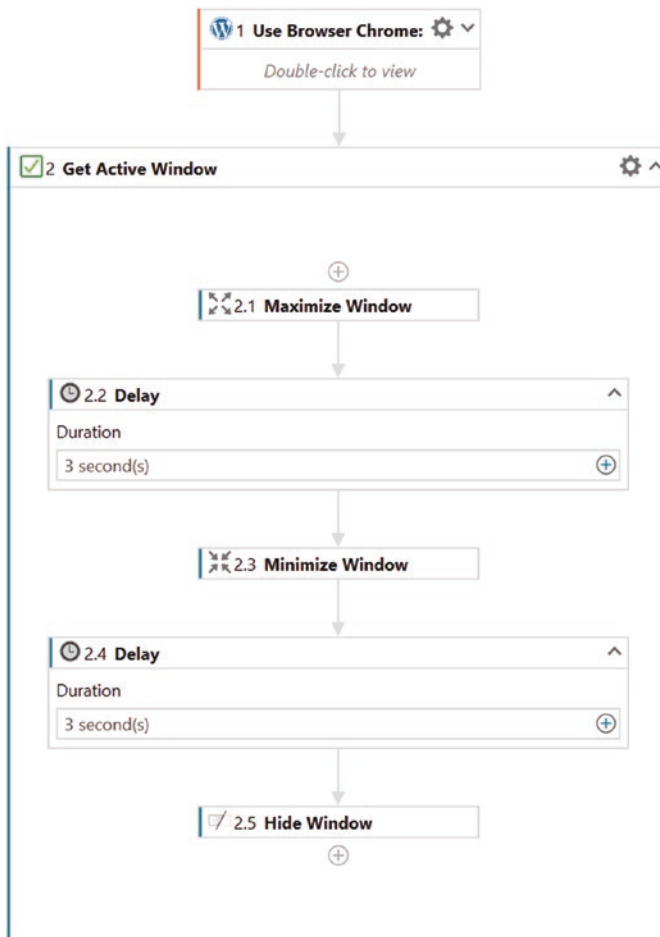 1 Use Browser Chrome:
Double-click to view
2 Get Active Window
2.1 Maximize Window
2.2 Delay
Duration
3 second(s)
2.3 Minimize Window
2.4 Delay
Duration
3 second(s)
2.5 Hide Window